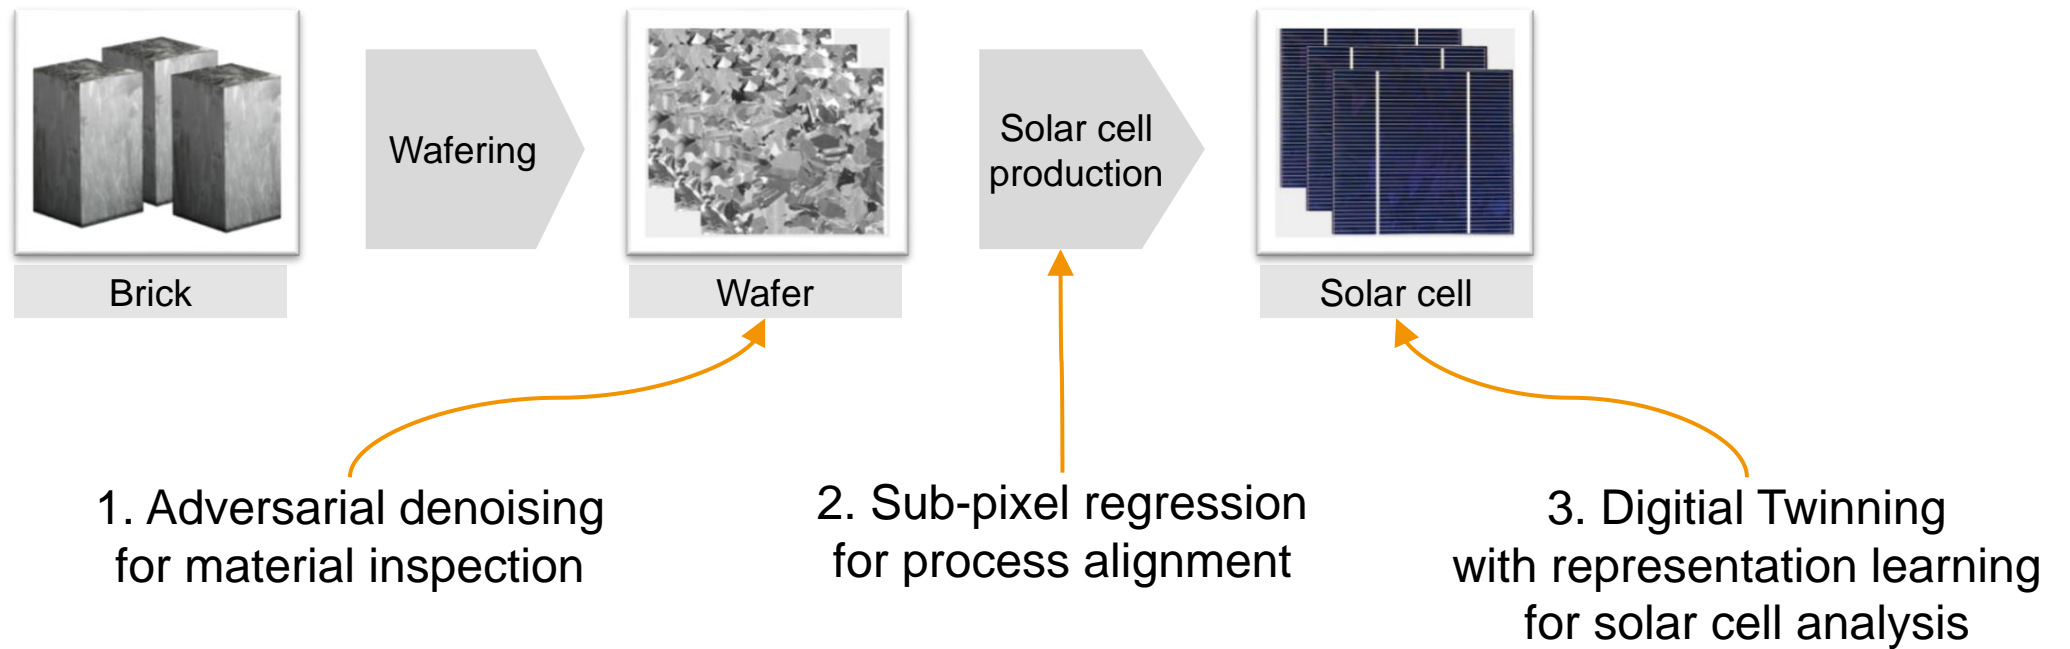 Wafering
Solar cell
production
Brick
Wafer
Solar cell
1. Adversarial denoising
for material inspection
2. Sub-pixel regression
for process alignment
3. Digitial Twinning
with representation learning
for solar cell analysis